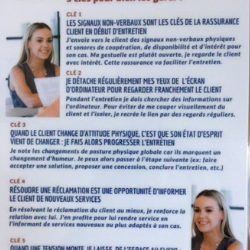 CLÉ 1
LES SIGNAUX NON-VERBAUX SONT LES CLÉS DE LA RASSURANCE
CLIENT EN DÉBUT D'ENTRETIEN
J'envoie vers le client des signaux non-verbaux physiques
et sonores de coopération, de disponibilité et d'intérêt pour
son cas. Ma gestuelle est plutôt ouverte, je regarde le client
avec intérêt. Cette rassurance va faciliter l'entretien.
CLÉ 2
JE DÉTACHE RÉGULIÈREMENT MES YEUX DE L'ÉCRAN
D'ORDINATEUR POUR REGARDER FRANCHEMENT LE CLIENT
Pendant l'entretien je dois chercher des informations sur
l'ordinateur. Pour éviter de me couper visuellement du
client et l'isoler, je recrée le lien par des regards réguliers.
CLÉ 3
QUAND LE CLIENT CHANGE D'ATTITUDE PHYSIQUE, C'EST QUE SON ÉTAT D'ESPRIT
VIENT DE CHANGER : JE FAIS ALORS PROGRESSER L'ENTRETIEN
Je note les changements de posture physique globale car ils marquent un
changement d'humeur. Je peux alors passer à l'étape suivante (ex: faire
accepter une solution, proposer une concession, conclure l'entretien, etc.)
CLÉ 4
RÉSOUDRE UNE RÉCLAMATION EST UNE OPPORTUNITÉ D'INFORMER
LE CLIENT DE NOUVEAUX SERVICES
En résolvant la réclamation du client au mieux, je renforce la
relation avec lui. J'en profite pour lui rendre service en
l'informant de services nouveaux ou plus adaptés à son cas.
CLÉ 5
QUAND UNE TENSION MONTE, JE LAISSE DE L'ESPACE AU CLIENT